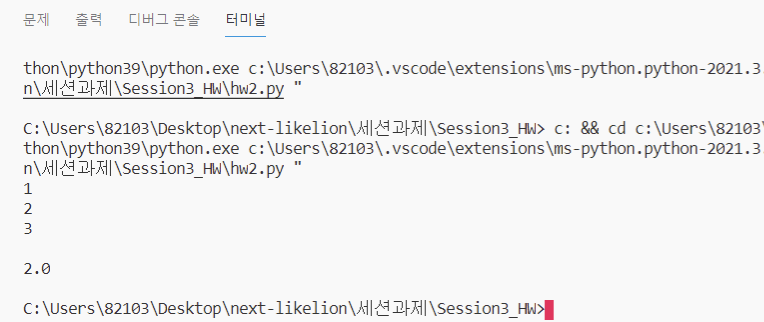 문제 출력 디버그 콘솔 터미널
thon\python39\python.exe c:\Users\82103\.vscode\extensions\ms-python.python-2021.3.
n\세션과제\Session3_HW\hw2.py "
C:\Users\82103\Desktop\next-likelion\세션과제\Session3_HW> c: && cd c:\Users\82103\
thon\python39\python.exe c:\Users\82103\.vscode\extensions\ms-python.python-2021.3.
n\세션과제\Session3_HW\hw2.py "
1
2
3
2.0
C:\Users\82103\Desktop\next-likelion\세션과제\Session3_HW>